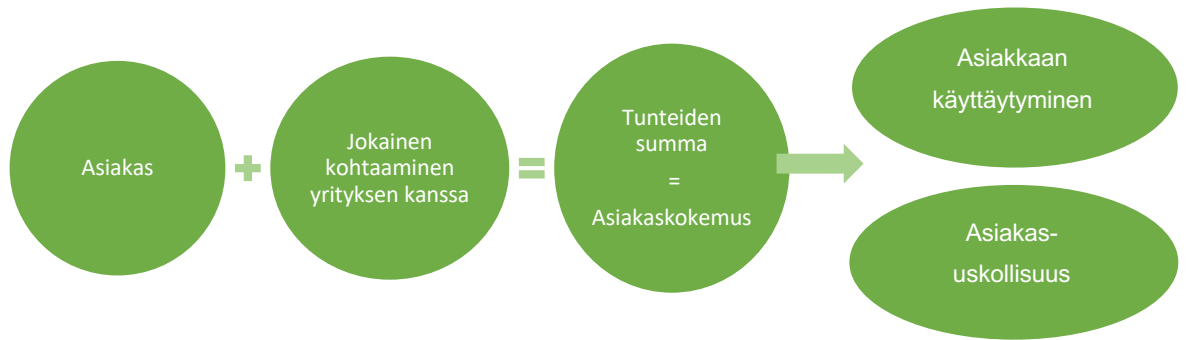 Asiakas
+
Jokainen
kohtaaminen
yrityksen kanssa
=
Tunteiden
summa
=
Asiakaskokemus
Asiakkaan
käyttäytyminen
Asiakas-
uskollisuus